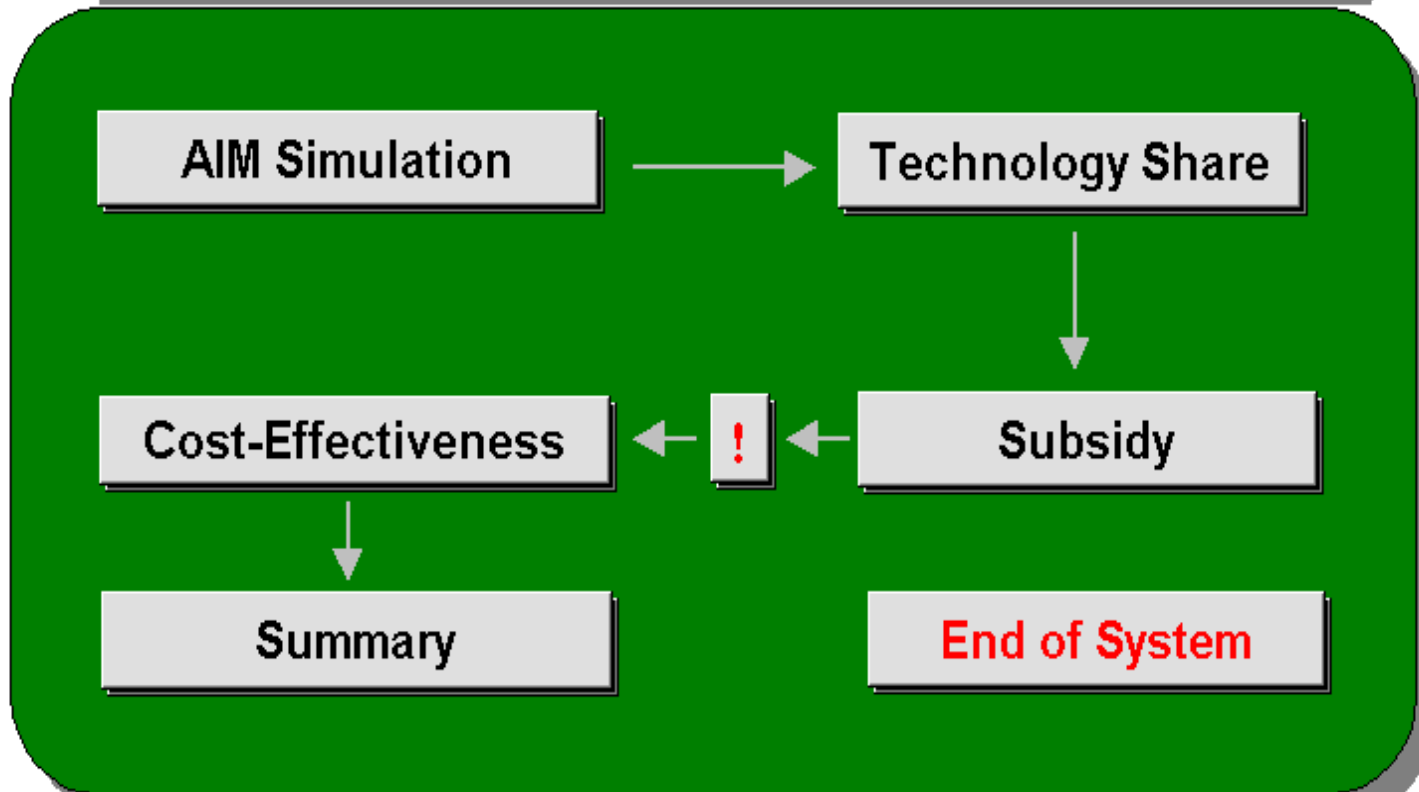 AIM Simulation
Technology Share
Cost-Effectiveness
!
Subsidy
Summary
End of System